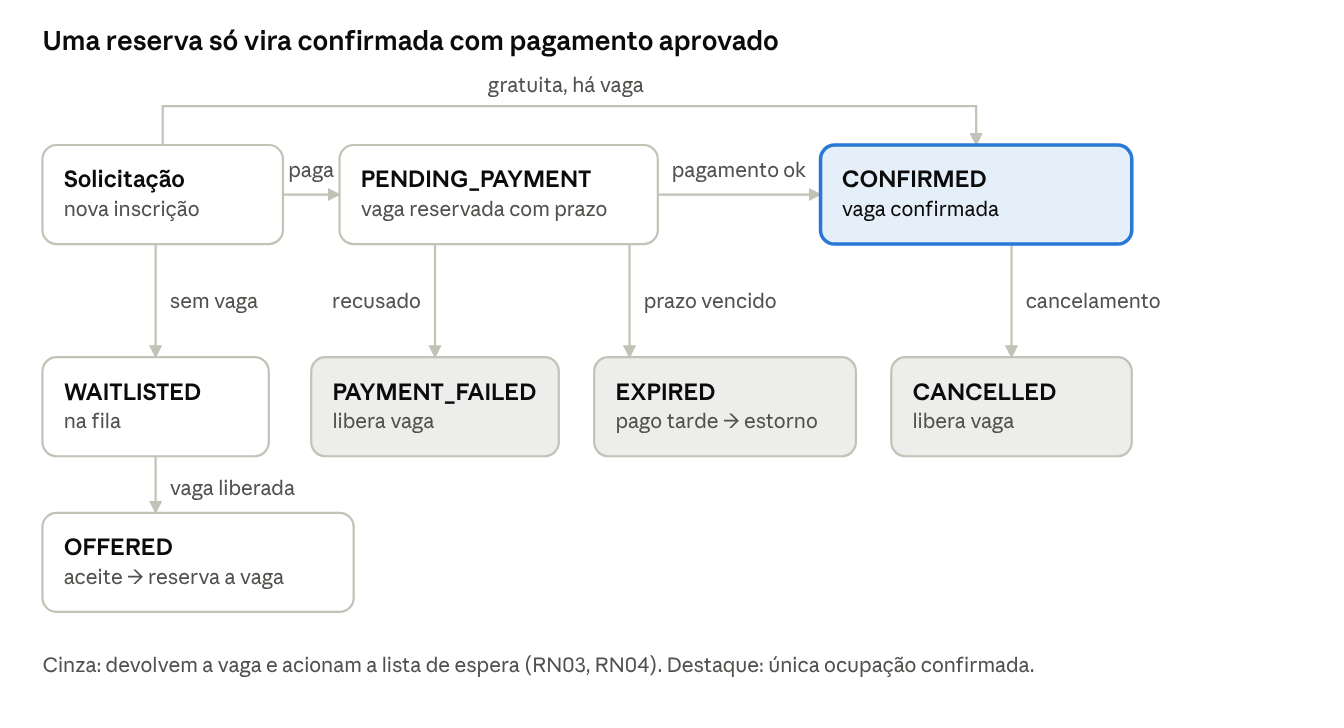 Uma reserva só vira confirmada com pagamento aprovado
gratuita, há vaga
Solicitação
nova inscrição
paga
PENDING_PAYMENT
vaga reservada com prazo
pagamento ok
CONFIRMED
vaga confirmada
sem vaga
recusado
prazo vencido
cancelamento
WAITLISTED
na fila
PAYMENT_FAILED
libera vaga
EXPIRED
pago tarde → estorno
CANCELLED
libera vaga
vaga liberada
OFFERED
aceite → reserva a vaga
Cinza: devolvem a vaga e acionam a lista de espera (RN03, RN04). Destaque: única ocupação confirmada.